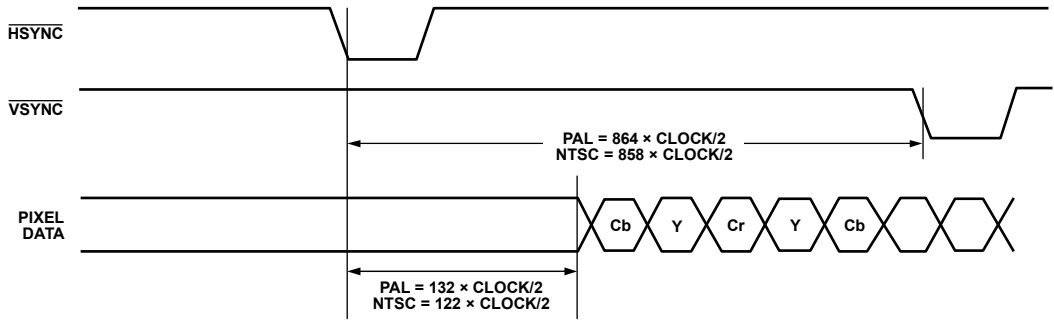 HSYNC
VSYNC
PAL = 864 × CLOCK/2
NTSC = 858 × CLOCK/2
PIXEL
DATA
Cb Y Cr Y Cb
PAL = 132 × CLOCK/2
NTSC = 122 × CLOCK/2